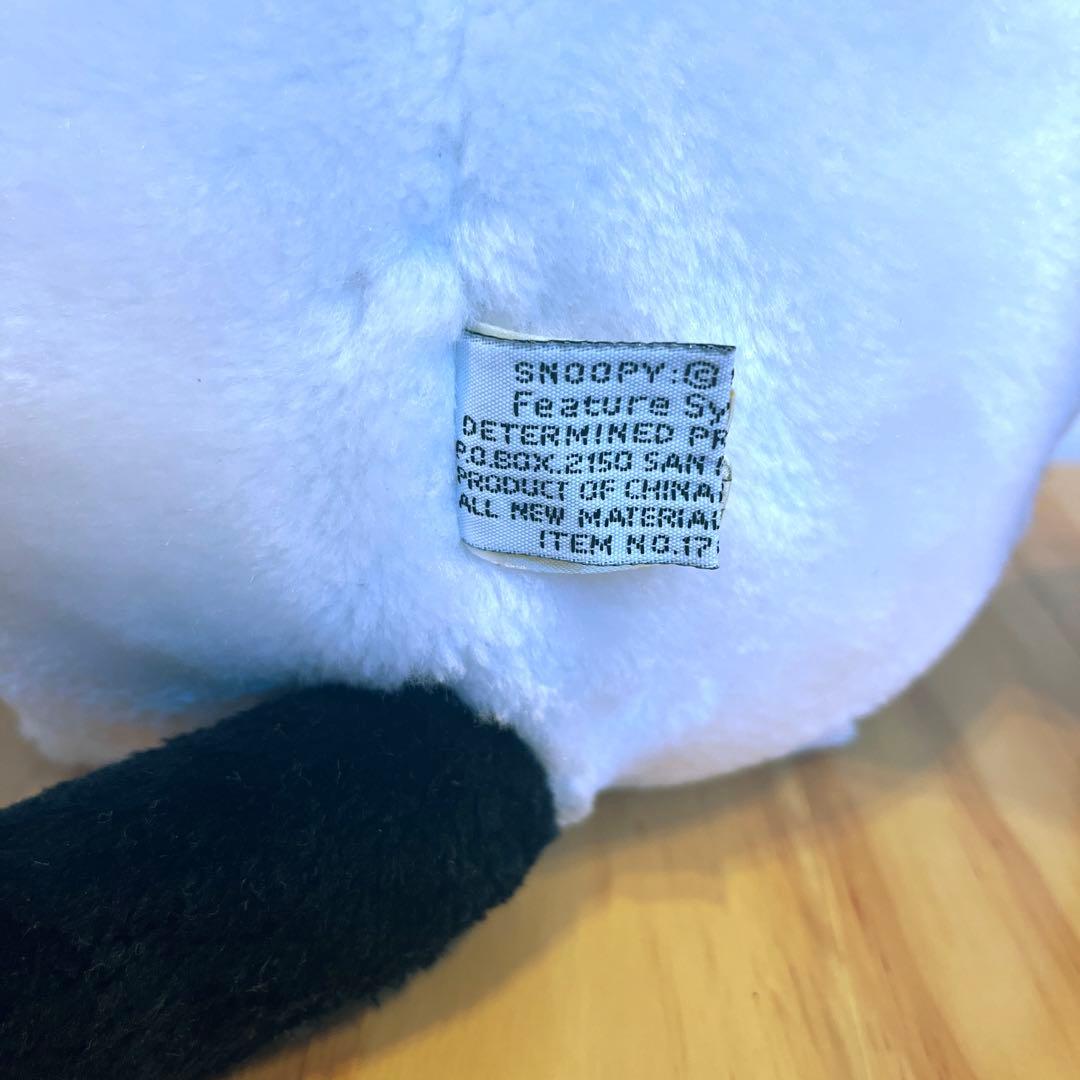 SNOOPY:©
Feature Sy
DETERMINED PR
P.O.BOX.2150 SAN
PRODUCT OF CHINA
ALL NEW MATERIAL
ITEM NO.17